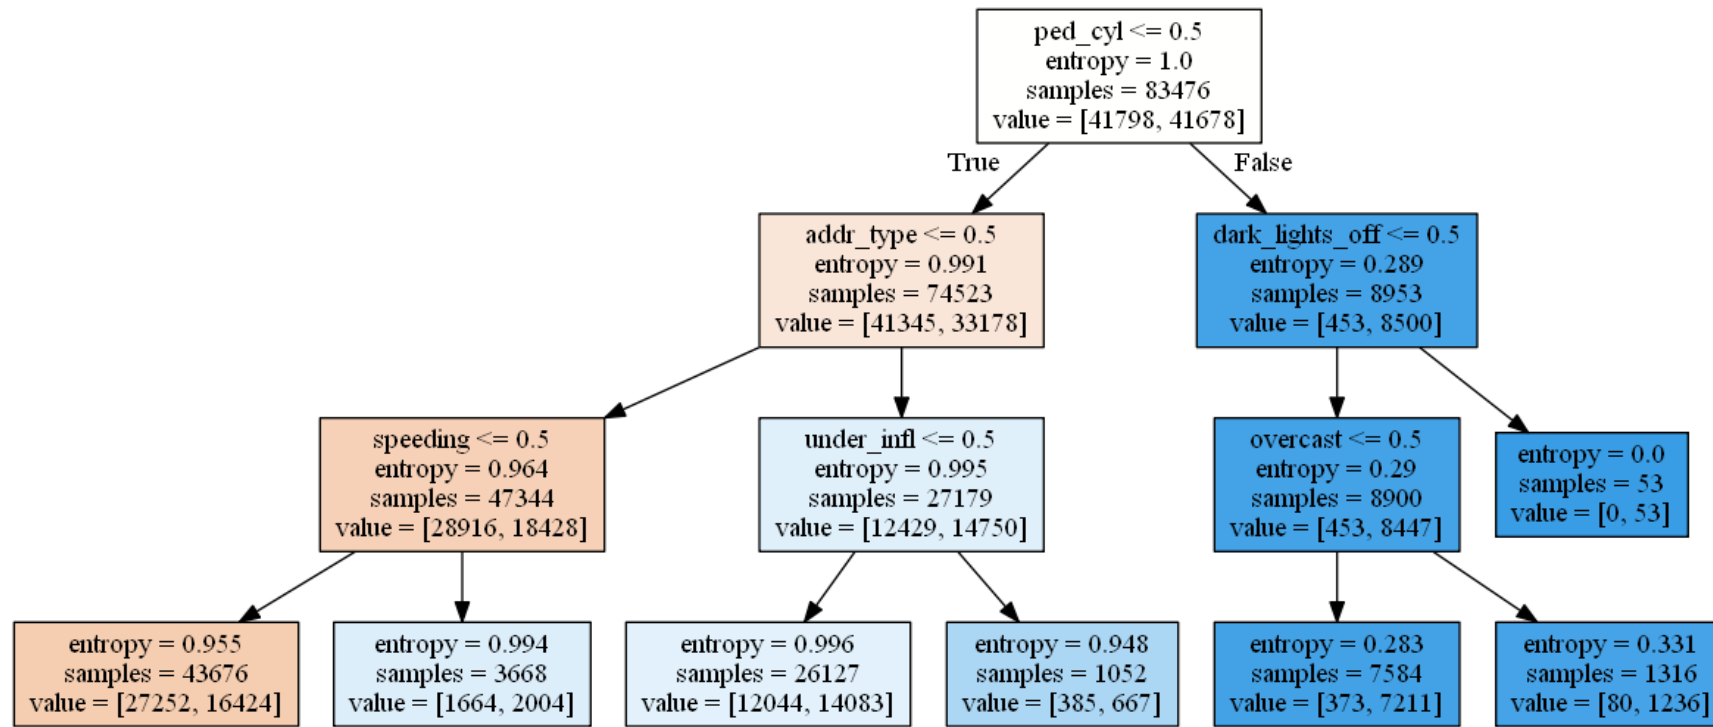 ped_cyl <= 0.5
entropy = 1.0
samples = 83476
value = [41798, 41678]
True
False
addr_type <= 0.5
entropy = 0.991
samples = 74523
value = [41345, 33178]
dark_lights_off <= 0.5
entropy = 0.289
samples = 8953
value = [453, 8500]
speeding <= 0.5
entropy = 0.964
samples = 47344
value = [28916, 18428]
under_infl <= 0.5
entropy = 0.995
samples = 27179
value = [12429, 14750]
overcast <= 0.5
entropy = 0.29
samples = 8900
value = [453, 8447]
entropy = 0.0
samples = 53
value = [0, 53]
entropy = 0.955
samples = 43676
value = [27252, 16424]
entropy = 0.994
samples = 3668
value = [1664, 2004]
entropy = 0.996
samples = 26127
value = [12044, 14083]
entropy = 0.948
samples = 1052
value = [385, 667]
entropy = 0.283
samples = 7584
value = [373, 7211]
entropy = 0.331
samples = 1316
value = [80, 1236]